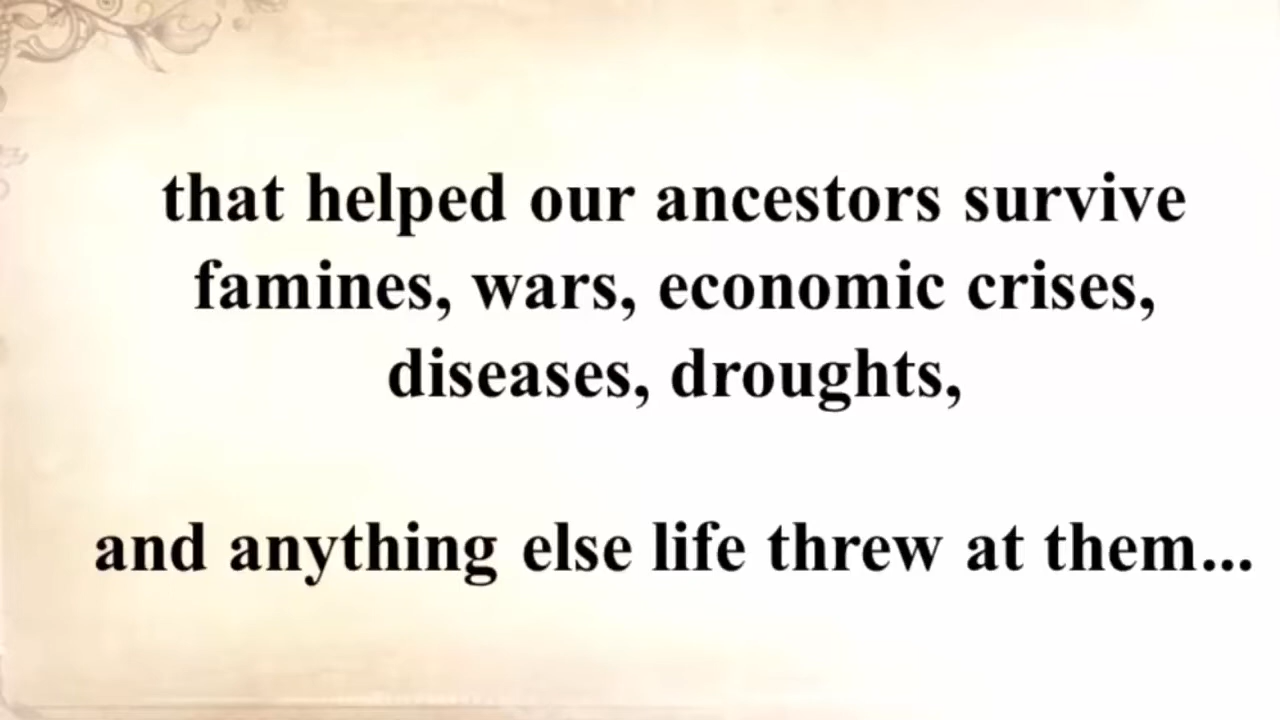 that helped our ancestors survive
famines, wars, economic crises,
diseases, droughts,
and anything else life threw at them...